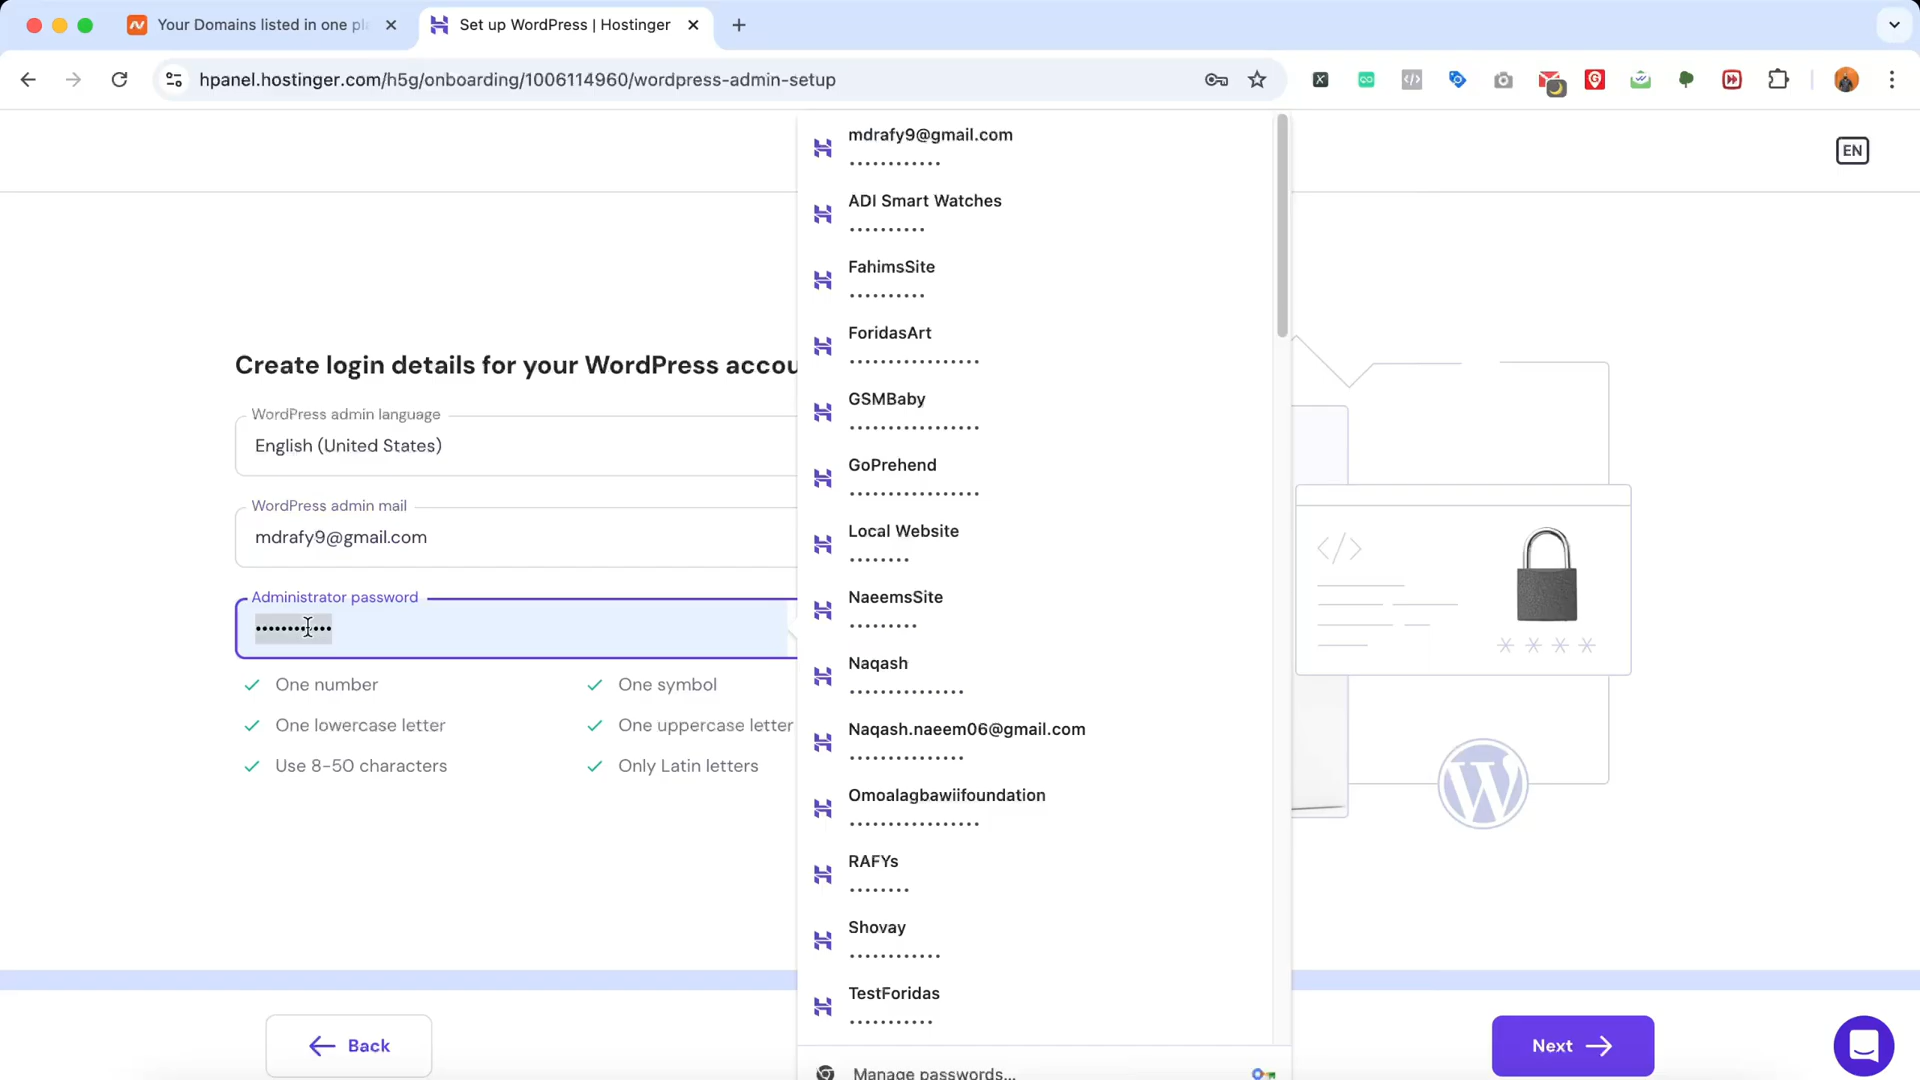 Your Domains listed in one pl
Set up WordPress | Hostinger
hpanel.hostinger.com/h5g/onboarding/1006114960/wordpress-admin-setup
EN
Create login details for your WordPress accou
WordPress admin language
English (United States)
WordPress admin mail
mdrafy9@gmail.com
Administrator password
••••••••••••
One number
One symbol
One lowercase letter
One uppercase letter
Use 8-50 characters
Only Latin letters
mdrafy9@gmail.com
••••••••••••
ADI Smart Watches
••••••••••
FahimsSite
••••••••••
ForidasArt
•••••••••••••••••
GSMBaby
•••••••••••••••••
GoPrehend
•••••••••••••••••
Local Website
••••••••
NaeemsSite
•••••••••
Naqash
•••••••••••••••
Naqash.naeem06@gmail.com
•••••••••••••••
Omoalagbawiifoundation
•••••••••••••••••
RAFYs
••••••••
Shovay
••••••••••••
TestForidas
•••••••••••
Manage passwords...
</>
W
Back
Next